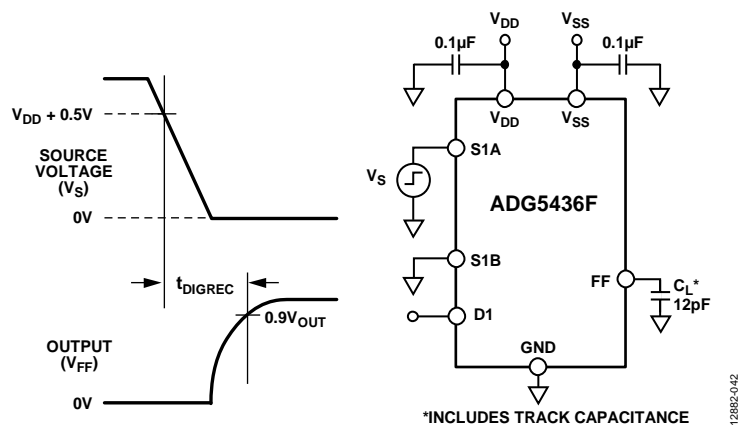 V_DD + 0.5V
SOURCE
VOLTAGE
(V_S)
0V
t_DIGREC
0.9V_OUT
OUTPUT
(V_FF)
0V
V_DD
V_SS
0.1µF
0.1µF
V_DD
V_SS
S1A
V_S
ADG5436F
S1B
FF
C_L*
12pF
D1
GND
*INCLUDES TRACK CAPACITANCE
12882-042